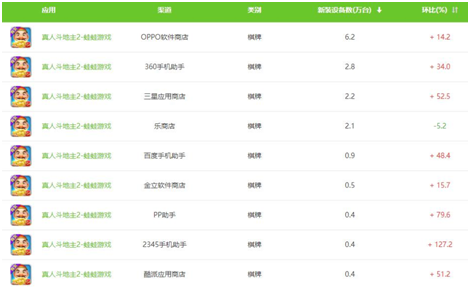 应用 渠道 类别 新装设备数(万台) 环比(%)
真人斗地主2-蛙蛙游戏 OPPO软件商店 棋牌 6.2 + 14.2
真人斗地主2-蛙蛙游戏 360手机助手 棋牌 2.8 + 34.0
真人斗地主2-蛙蛙游戏 三星应用商店 棋牌 2.2 + 52.5
真人斗地主2-蛙蛙游戏 乐商店 棋牌 2.1 -5.2
真人斗地主2-蛙蛙游戏 百度手机助手 棋牌 0.9 + 48.4
真人斗地主2-蛙蛙游戏 金立软件商店 棋牌 0.5 + 15.7
真人斗地主2-蛙蛙游戏 PP助手 棋牌 0.4 + 79.6
真人斗地主2-蛙蛙游戏 2345手机助手 棋牌 0.4 + 127.2
真人斗地主2-蛙蛙游戏 酷派应用商店 棋牌 0.4 + 51.2